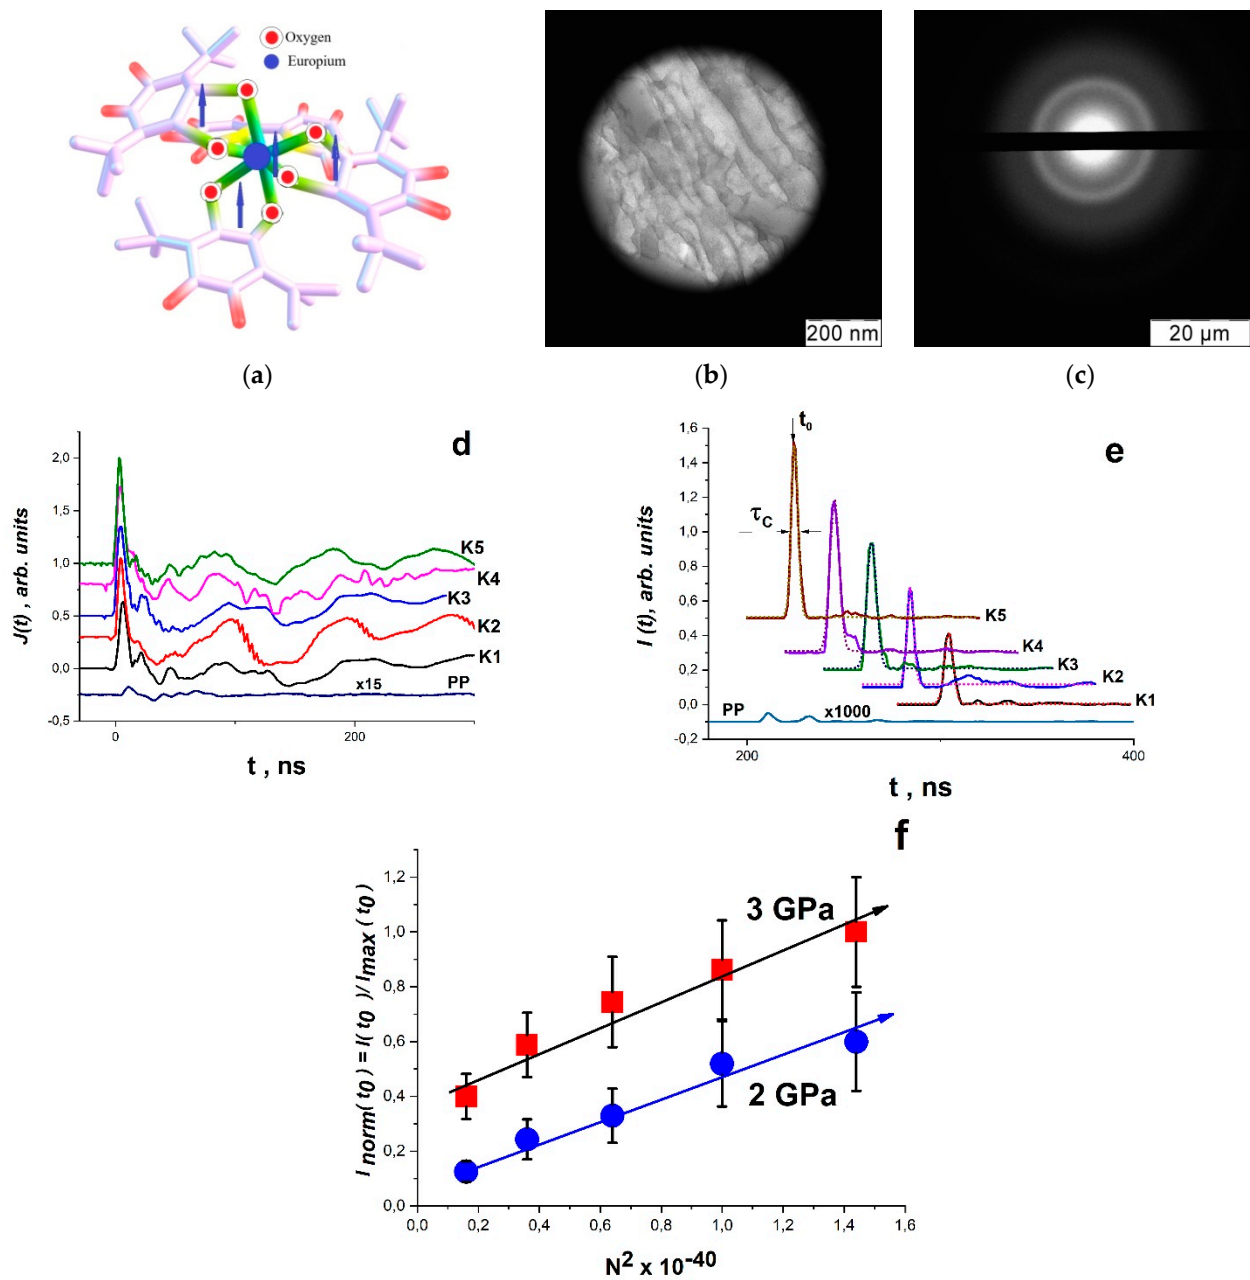 Oxygen
Europium
200 nm
20 µm
(a)
(b)
(c)
d
J(t) , arb. units
2,0
1,5
1,0
0,5
0,0
-0,5
K5
K4
K3
K2
K1
x15
PP
0
200
t , ns
e
I (t), arb. units
1,6
1,4
1,2
1,0
0,8
0,6
0,4
0,2
0,0
-0,2
t₀
τ_C
K5
K4
K3
K2
K1
PP
x1000
200
400
t , ns
f
I norm(t₀) = I(t₀)/ I max(t₀)
1,2
1,0
0,8
0,6
0,4
0,2
0,0
3 GPa
2 GPa
0,0
0,2
0,4
0,6
0,8
1,0
1,2
1,4
1,6
N² x 10⁻⁴⁰